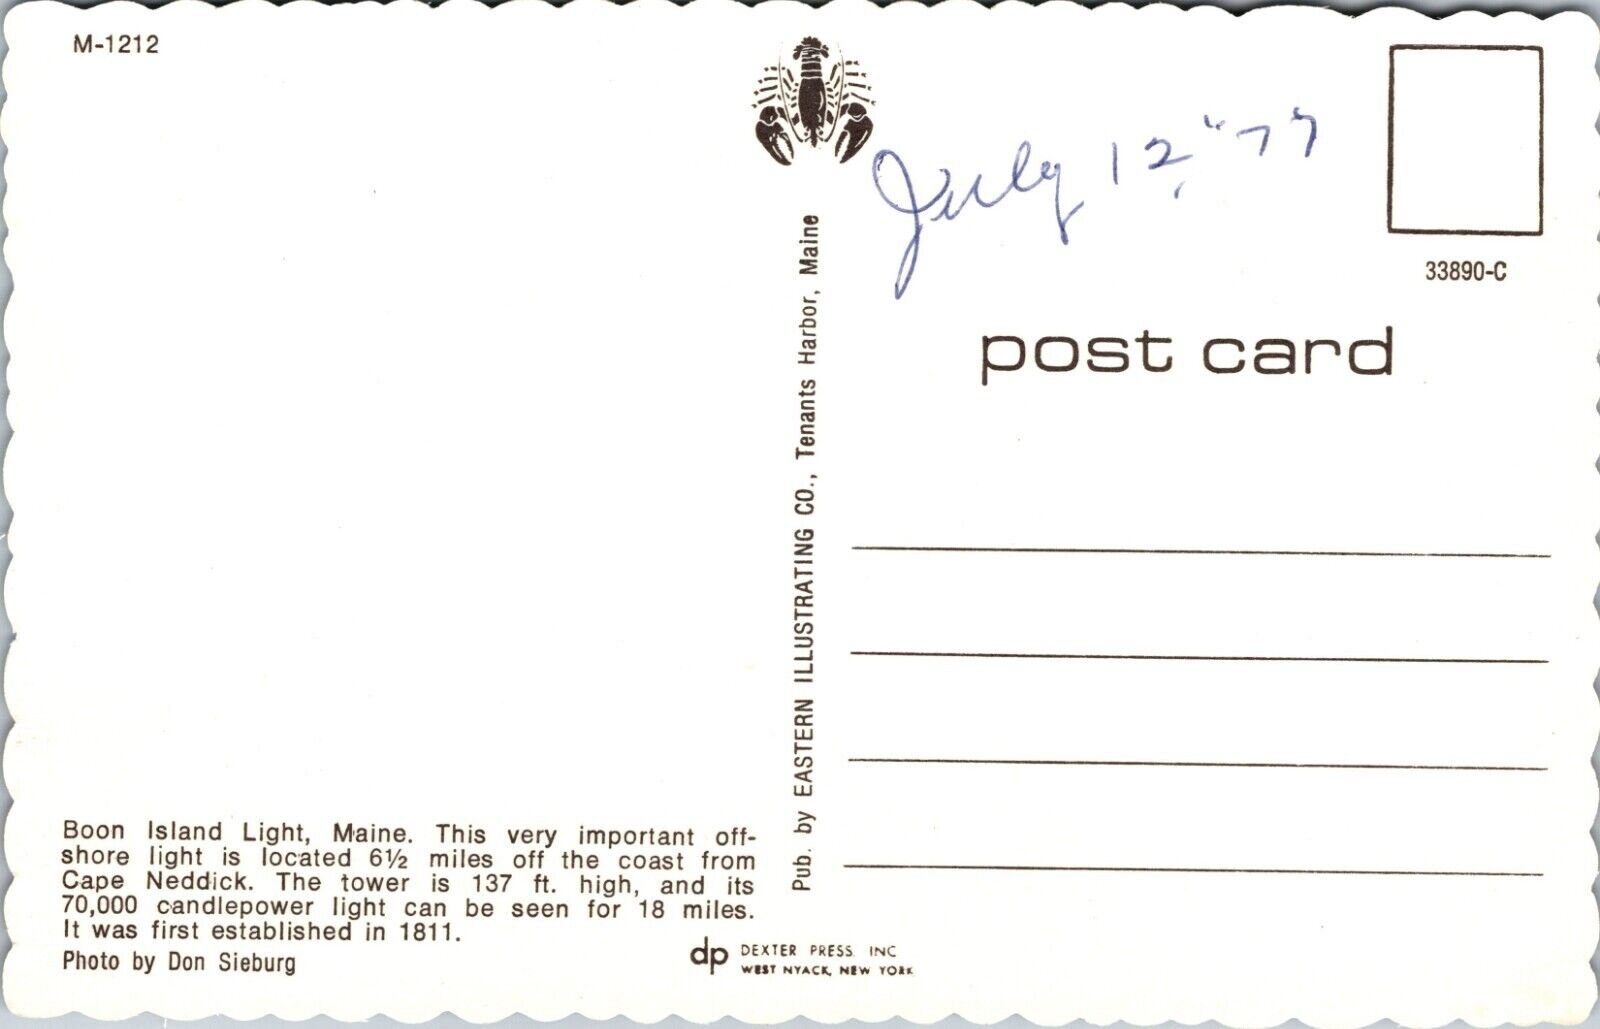 M-1212
July 12, "77
33890-C
post card
Pub. by EASTERN ILLUSTRATING CO., Tenants Harbor, Maine
Boon Island Light, Maine. This very important off-
shore light is located 6½ miles off the coast from
Cape Neddick. The tower is 137 ft. high, and its
70,000 candlepower light can be seen for 18 miles.
It was first established in 1811.
Photo by Don Sieburg
dp DEXTER PRESS, INC
WEST NYACK, NEW YORK